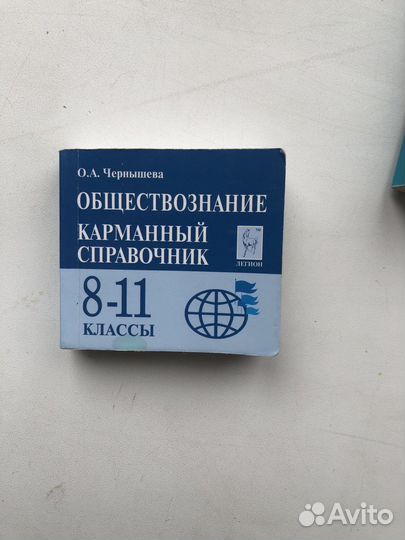 О.А. Чернышева
ОБЩЕСТВОЗНАНИЕ
КАРМАННЫЙ
СПРАВОЧНИК
ЛЕГИОН
8-11
КЛАССЫ
Avito